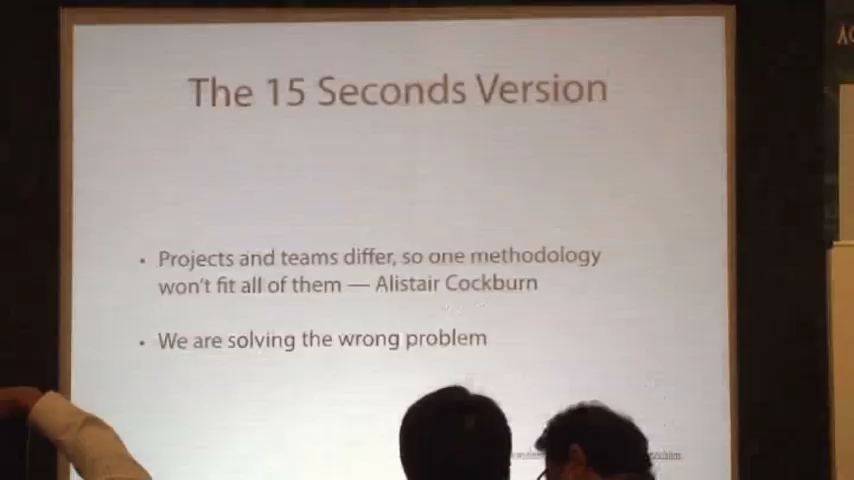 The 15 Seconds Version
• Projects and teams differ, so one methodology
won't fit all of them — Alistair Cockburn
• We are solving the wrong problem